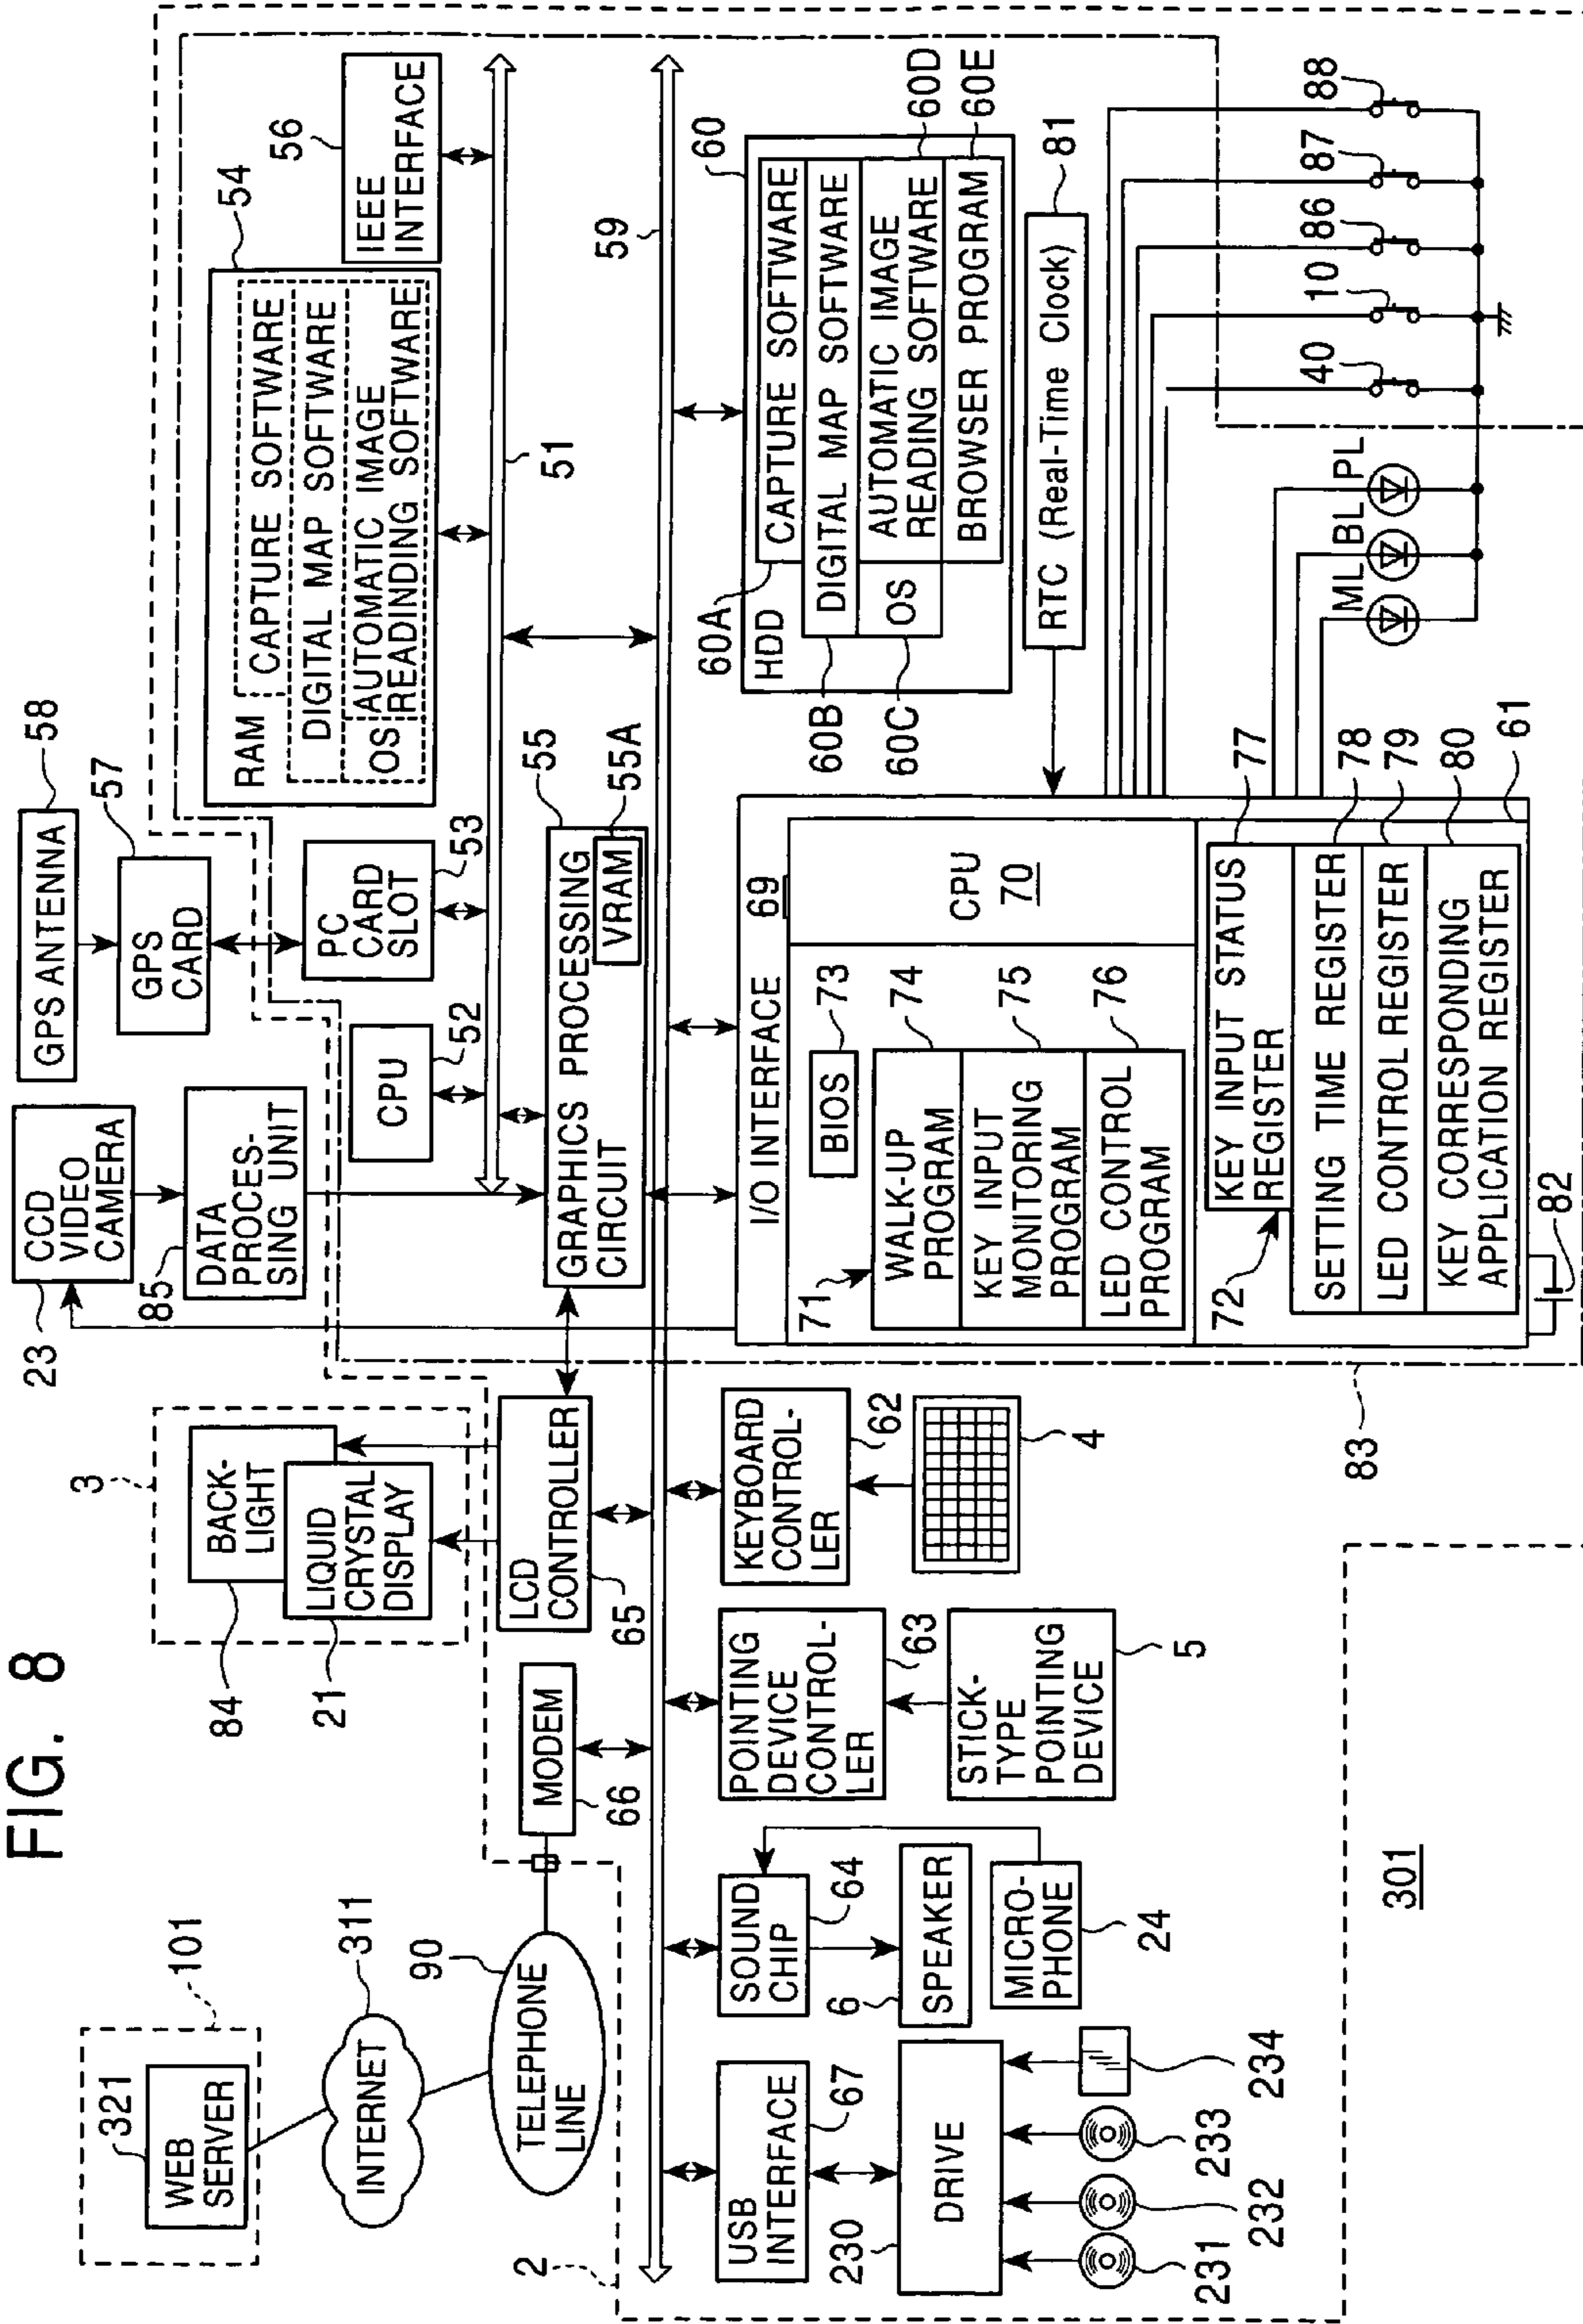 FIG. 8
101
321
WEB
SERVER
311
INTERNET
90
TELEPHONE
LINE
2
3
84
BACK-
LIGHT
21
LIQUID
CRYSTAL
DISPLAY
MODEM
66
LCD
CONTROLLER
65
23
CCD
VIDEO
CAMERA
85
DATA
PROCES-
SING UNIT
GPS ANTENNA
58
GPS
CARD
57
CPU
52
PC
CARD
SLOT
53
54
RAM
CAPTURE SOFTWARE
DIGITAL MAP SOFTWARE
OS
AUTOMATIC IMAGE
READINDING SOFTWARE
56
IEEE
INTERFACE
51
59
GRAPHICS PROCESSING
CIRCUIT
55
VRAM
55A
USB
INTERFACE
67
230
DRIVE
231
232
233
234
SOUND
CHIP
64
6
SPEAKER
MICRO-
PHONE
24
POINTING
DEVICE
CONTROL-
LER
63
STICK-
TYPE
POINTING
DEVICE
5
KEYBOARD
CONTROL-
LER
62
4
83
I/O INTERFACE
69
CPU
70
BIOS
73
71
WALK-UP
PROGRAM
74
KEY INPUT
MONITORING
PROGRAM
75
LED CONTROL
PROGRAM
76
72
KEY INPUT STATUS
REGISTER
77
SETTING TIME REGISTER
78
LED CONTROL REGISTER
79
KEY CORRESPONDING
APPLICATION REGISTER
80
61
82
60
HDD
60A
CAPTURE SOFTWARE
60B
DIGITAL MAP SOFTWARE
60C
OS
AUTOMATIC IMAGE
READING SOFTWARE
60D
BROWSER PROGRAM
60E
RTC (Real-Time Clock)
81
ML
BL
PL
40
10
86
87
88
301